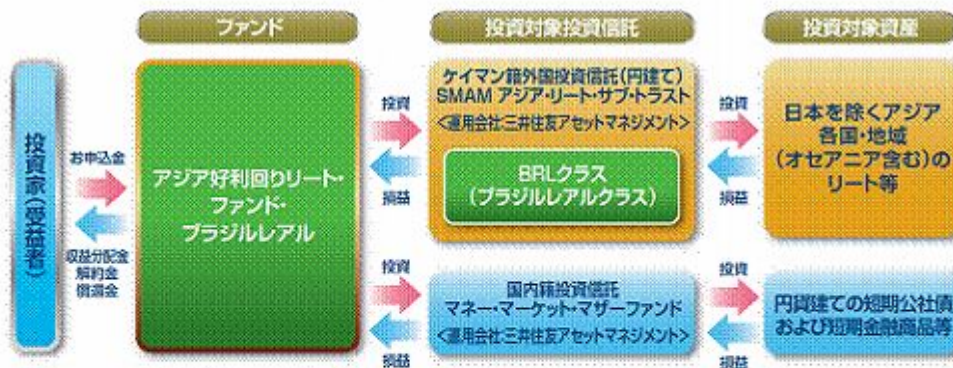 ファンド
投資対象投資信託
投資対象資産
投資家(受益者)
お申込金
収益分配金
解約金
償還金
アジア好利回りリート・
ファンド・
ブラジルレアル
投資
損益
ケイマン籍外国投資信託(円建て)
SMAM アジア・リート・サブ・トラスト
<運用会社:三井住友アセットマネジメント>
BRLクラス
(ブラジルレアルクラス)
投資
損益
日本を除くアジア
各国・地域
(オセアニア含む)の
リート等
投資
損益
国内籍投資信託
マネー・マーケット・マザーファンド
<運用会社:三井住友アセットマネジメント>
投資
損益
円貨建ての短期公社債
および短期金融商品等